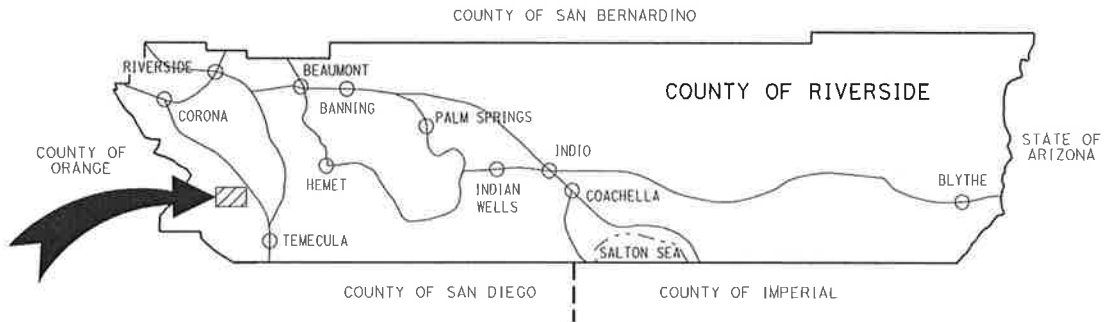 COUNTY OF SAN BERNARDINO
RIVERSIDE
BEAUMONT
COUNTY OF RIVERSIDE
BANNING
CORONA
PALM SPRINGS
COUNTY OF
ORANGE
INDIO
STATE OF
ARIZONA
HEMET
INDIAN
WELLS
COACHELLA
BLYTHE
TEMECULA
SALTON SEA
COUNTY OF SAN DIEGO
COUNTY OF IMPERIAL